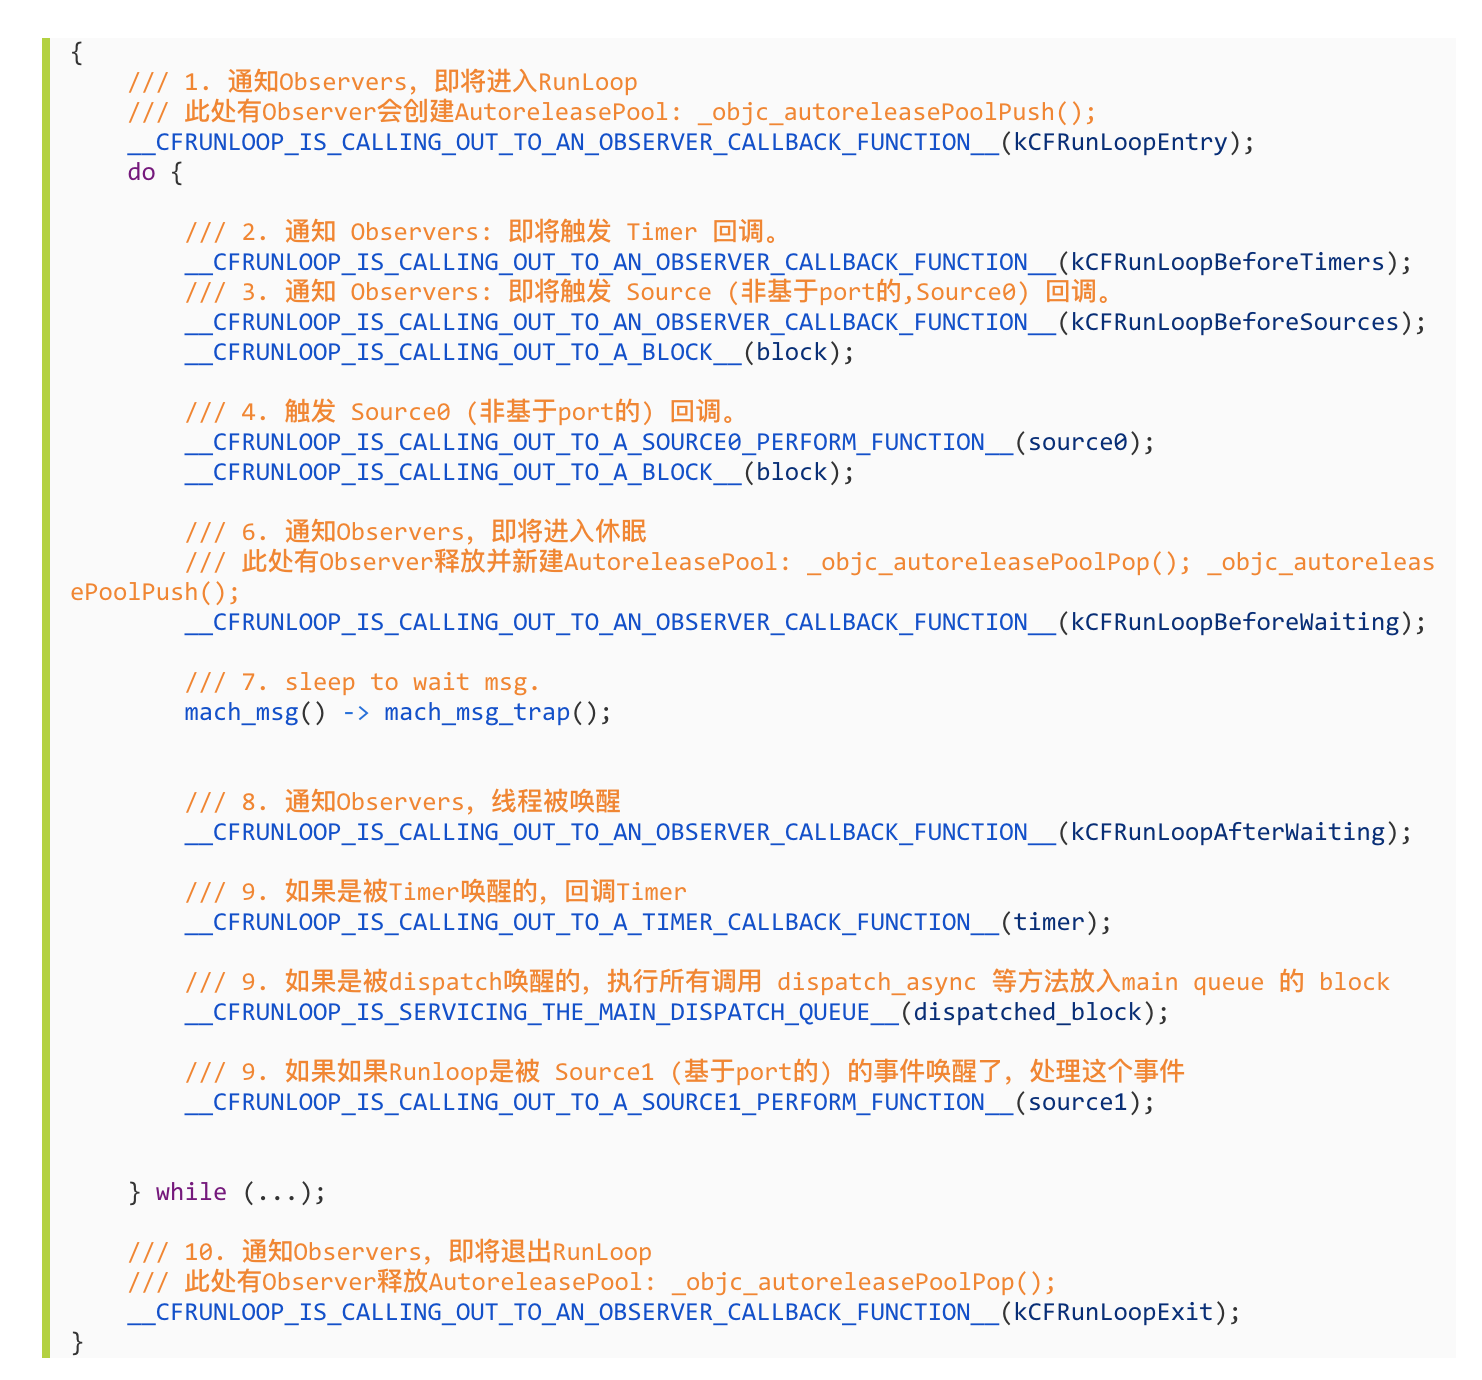 {
    /// 1. 通知Observers，即将进入RunLoop
    /// 此处有Observer会创建AutoreleasePool: _objc_autoreleasePoolPush();
    __CFRUNLOOP_IS_CALLING_OUT_TO_AN_OBSERVER_CALLBACK_FUNCTION__(kCFRunLoopEntry);
    do {

        /// 2. 通知 Observers: 即将触发 Timer 回调。
        __CFRUNLOOP_IS_CALLING_OUT_TO_AN_OBSERVER_CALLBACK_FUNCTION__(kCFRunLoopBeforeTimers);
        /// 3. 通知 Observers: 即将触发 Source (非基于port的,Source0) 回调。
        __CFRUNLOOP_IS_CALLING_OUT_TO_AN_OBSERVER_CALLBACK_FUNCTION__(kCFRunLoopBeforeSources);
        __CFRUNLOOP_IS_CALLING_OUT_TO_A_BLOCK__(block);

        /// 4. 触发 Source0 (非基于port的) 回调。
        __CFRUNLOOP_IS_CALLING_OUT_TO_A_SOURCE0_PERFORM_FUNCTION__(source0);
        __CFRUNLOOP_IS_CALLING_OUT_TO_A_BLOCK__(block);

        /// 6. 通知Observers，即将进入休眠
        /// 此处有Observer释放并新建AutoreleasePool: _objc_autoreleasePoolPop(); _objc_autoreleas
ePoolPush();
        __CFRUNLOOP_IS_CALLING_OUT_TO_AN_OBSERVER_CALLBACK_FUNCTION__(kCFRunLoopBeforeWaiting);

        /// 7. sleep to wait msg.
        mach_msg() -> mach_msg_trap();


        /// 8. 通知Observers，线程被唤醒
        __CFRUNLOOP_IS_CALLING_OUT_TO_AN_OBSERVER_CALLBACK_FUNCTION__(kCFRunLoopAfterWaiting);

        /// 9. 如果是被Timer唤醒的，回调Timer
        __CFRUNLOOP_IS_CALLING_OUT_TO_A_TIMER_CALLBACK_FUNCTION__(timer);

        /// 9. 如果是被dispatch唤醒的，执行所有调用 dispatch_async 等方法放入main queue 的 block
        __CFRUNLOOP_IS_SERVICING_THE_MAIN_DISPATCH_QUEUE__(dispatched_block);

        /// 9. 如果如果Runloop是被 Source1 (基于port的) 的事件唤醒了，处理这个事件
        __CFRUNLOOP_IS_CALLING_OUT_TO_A_SOURCE1_PERFORM_FUNCTION__(source1);


    } while (...);

    /// 10. 通知Observers，即将退出RunLoop
    /// 此处有Observer释放AutoreleasePool: _objc_autoreleasePoolPop();
    __CFRUNLOOP_IS_CALLING_OUT_TO_AN_OBSERVER_CALLBACK_FUNCTION__(kCFRunLoopExit);
}